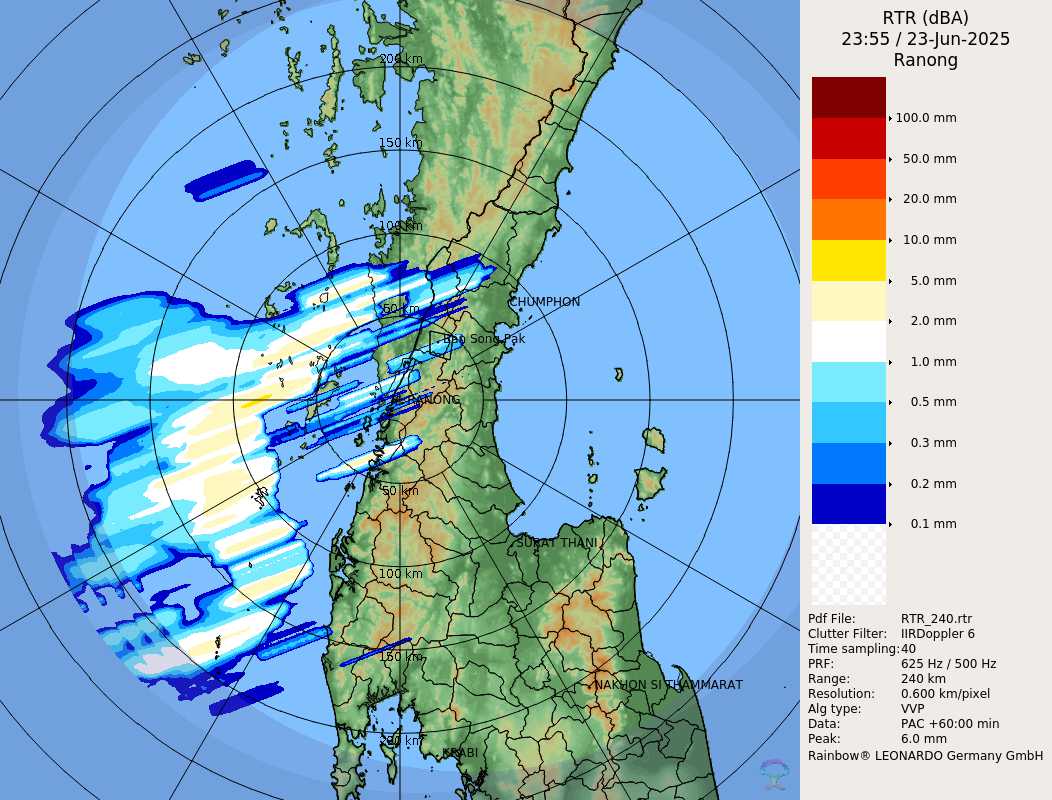 RTR (dBA)
23:55 / 23-Jun-2025
Ranong
100.0 mm
50.0 mm
20.0 mm
10.0 mm
5.0 mm
2.0 mm
1.0 mm
0.5 mm
0.3 mm
0.2 mm
0.1 mm
Pdf File: RTR_240.rtr
Clutter Filter: IIRDoppler 6
Time sampling: 40
PRF: 625 Hz / 500 Hz
Range: 240 km
Resolution: 0.600 km/pixel
Alg type: VVP
Data: PAC +60:00 min
Peak: 6.0 mm
Rainbow® LEONARDO Germany GmbH
200 km
150 km
100 km
50 km
CHUMPHON
Ban Song Pak
RANONG
50 km
SURAT THANI
100 km
150 km
NAKHON SI THAMMARAT
200 km
KRABI